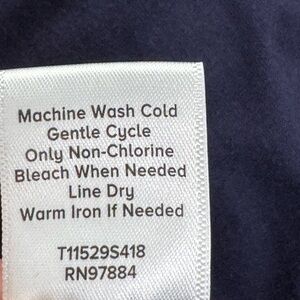 Machine Wash Cold
Gentle Cycle
Only Non-Chlorine
Bleach When Needed
Line Dry
Warm Iron If Needed
T11529S418
RN97884